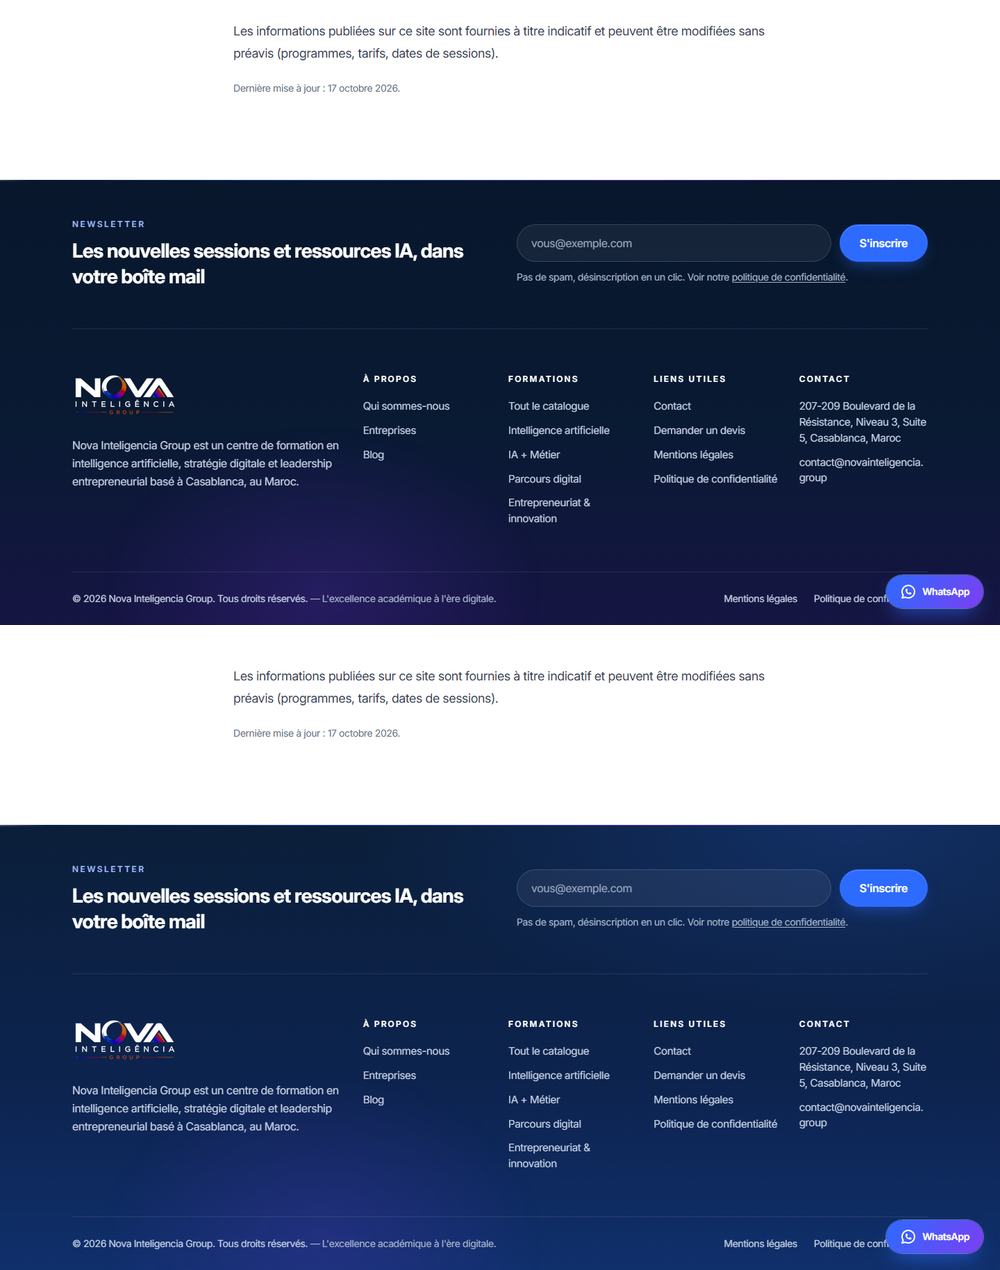 Les informations publiées sur ce site sont fournies à titre indicatif et peuvent être modifiées sans
préavis (programmes, tarifs, dates de sessions).
Dernière mise à jour : 17 octobre 2026.
NEWSLETTER
Les nouvelles sessions et ressources IA, dans
votre boîte mail
vous@exemple.com
S'inscrire
Pas de spam, désinscription en un clic. Voir notre politique de confidentialité.
NOVA
INTELIGÊNCIA
GROUP
Nova Inteligencia Group est un centre de formation en
intelligence artificielle, stratégie digitale et leadership
entrepreneurial basé à Casablanca, au Maroc.
À PROPOS
Qui sommes-nous
Entreprises
Blog
FORMATIONS
Tout le catalogue
Intelligence artificielle
IA + Métier
Parcours digital
Entrepreneuriat &
innovation
LIENS UTILES
Contact
Demander un devis
Mentions légales
Politique de confidentialité
CONTACT
207-209 Boulevard de la
Résistance, Niveau 3, Suite
5, Casablanca, Maroc
contact@novainteligencia.
group
© 2026 Nova Inteligencia Group. Tous droits réservés. — L'excellence académique à l'ère digitale.
Mentions légales
Politique de conf
WhatsApp
Les informations publiées sur ce site sont fournies à titre indicatif et peuvent être modifiées sans
préavis (programmes, tarifs, dates de sessions).
Dernière mise à jour : 17 octobre 2026.
NEWSLETTER
Les nouvelles sessions et ressources IA, dans
votre boîte mail
vous@exemple.com
S'inscrire
Pas de spam, désinscription en un clic. Voir notre politique de confidentialité.
NOVA
INTELIGÊNCIA
GROUP
Nova Inteligencia Group est un centre de formation en
intelligence artificielle, stratégie digitale et leadership
entrepreneurial basé à Casablanca, au Maroc.
À PROPOS
Qui sommes-nous
Entreprises
Blog
FORMATIONS
Tout le catalogue
Intelligence artificielle
IA + Métier
Parcours digital
Entrepreneuriat &
innovation
LIENS UTILES
Contact
Demander un devis
Mentions légales
Politique de confidentialité
CONTACT
207-209 Boulevard de la
Résistance, Niveau 3, Suite
5, Casablanca, Maroc
contact@novainteligencia.
group
© 2026 Nova Inteligencia Group. Tous droits réservés. — L'excellence académique à l'ère digitale.
Mentions légales
Politique de conf
WhatsApp